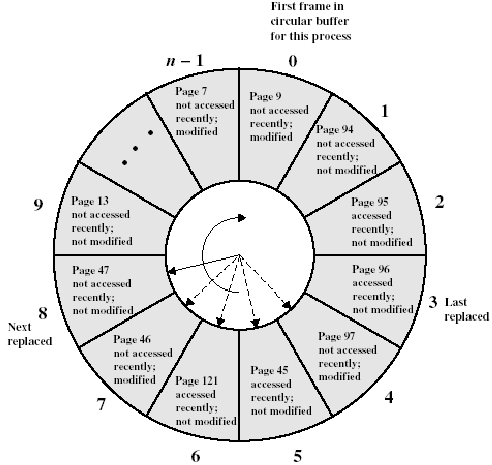 First frame in
circular buffer
for this process
n – 1
0
1
2
3
Last
replaced
4
5
6
7
8
Next
replaced
9
Page 7
not accessed
recently;
modified
Page 9
not accessed
recently;
modified
Page 94
not accessed
recently;
not modified
Page 95
accessed
recently;
not modified
Page 96
accessed
recently;
not modified
Page 97
not accessed
recently;
modified
Page 45
accessed
recently;
not modified
Page 121
accessed
recently;
not modified
Page 46
not accessed
recently;
modified
Page 47
not accessed
recently;
not modified
Page 13
not accessed
recently;
not modified